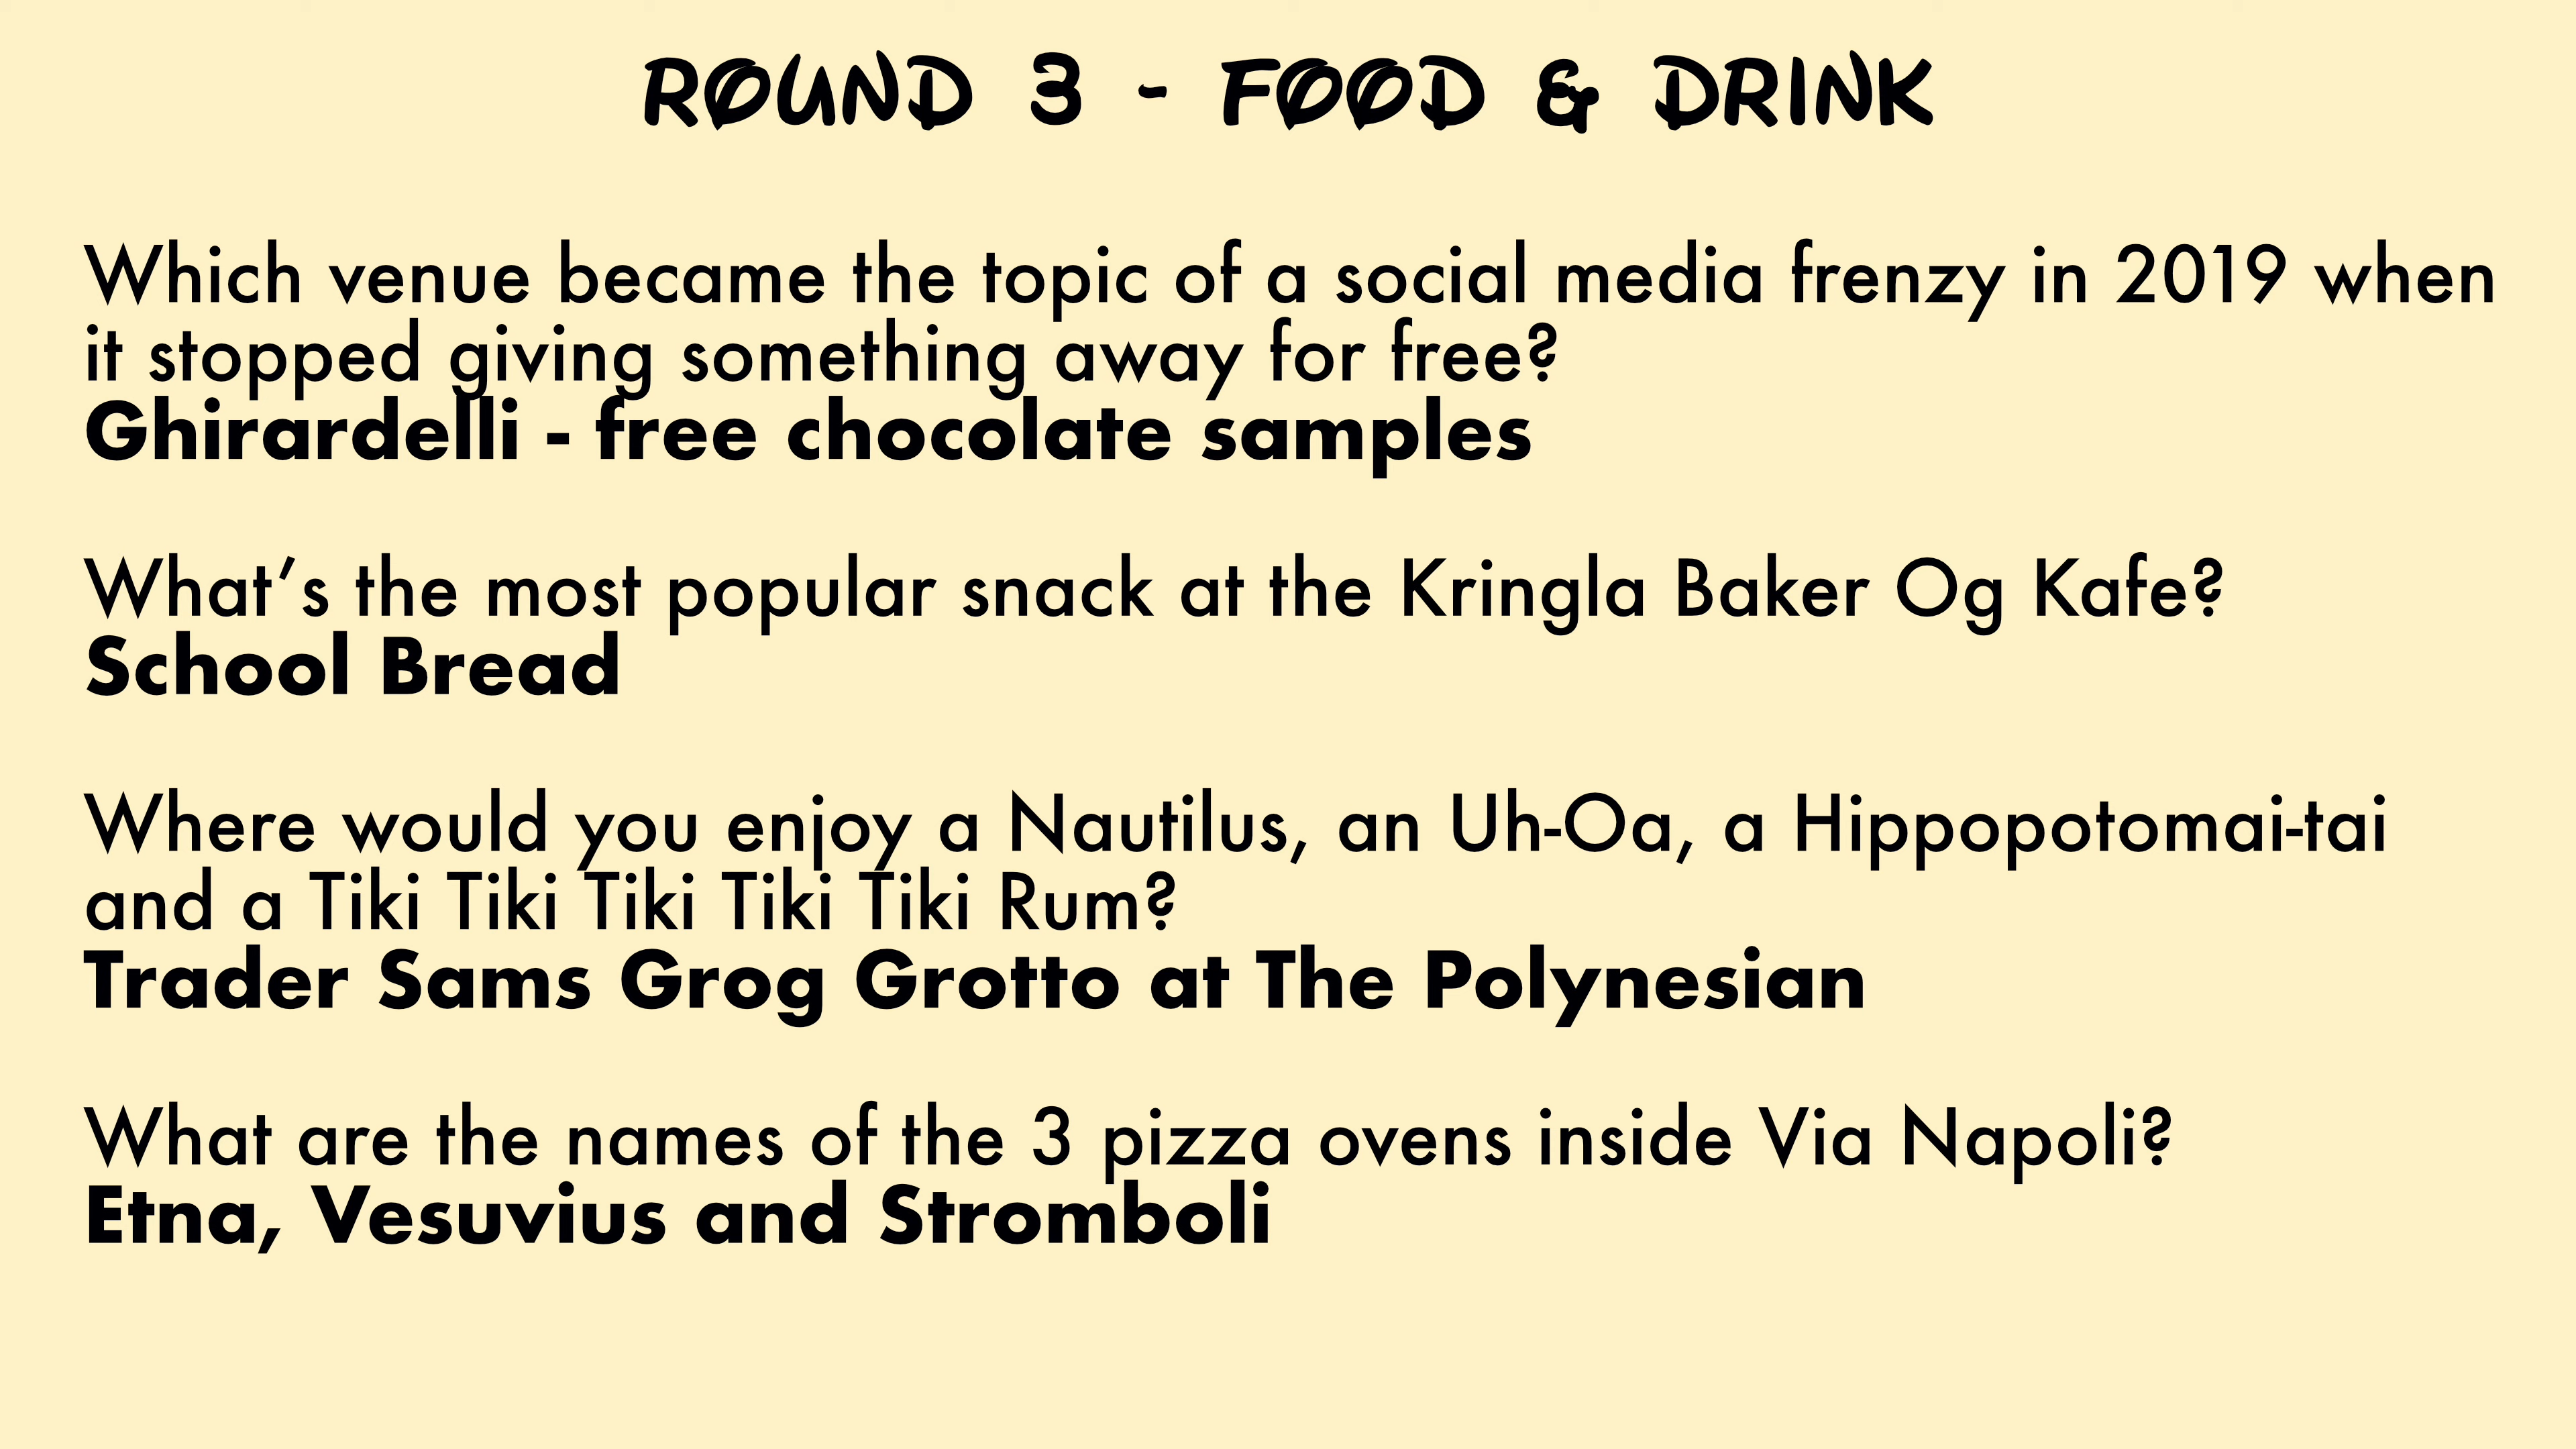 ROUND 3 - FOOD & DRINK
Which venue became the topic of a social media frenzy in 2019 when
it stopped giving something away for free?
Ghirardelli - free chocolate samples
What’s the most popular snack at the Kringla Baker Og Kafe?
School Bread
Where would you enjoy a Nautilus, an Uh-Oa, a Hippopotomai-tai
and a Tiki Tiki Tiki Tiki Tiki Rum?
Trader Sams Grog Grotto at The Polynesian
What are the names of the 3 pizza ovens inside Via Napoli?
Etna, Vesuvius and Stromboli